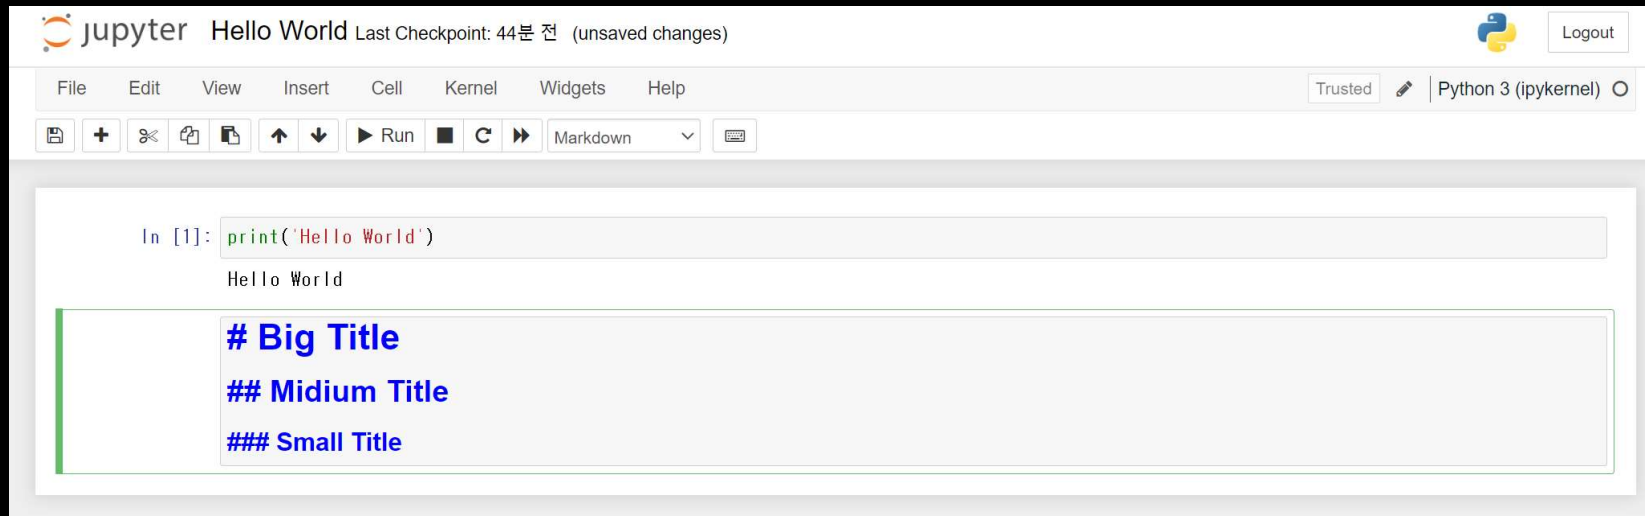 jupyter Hello World Last Checkpoint: 44분 전 (unsaved changes) Logout
File Edit View Insert Cell Kernel Widgets Help Trusted Python 3 (ipykernel)
Run Markdown
In [1]: print('Hello World')
Hello World
# Big Title
## Midium Title
### Small Title